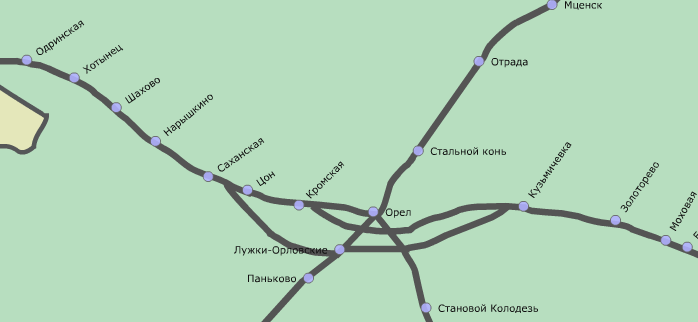 Мценск
Одринская
Хотынец
Отрада
Шахово
Нарышкино
Стальной конь
Саханская
Цон
Кромская
Кузьмичевка
Золоторево
Моховая
Орел
Лужки-Орловские
Паньково
Становой Колодезь